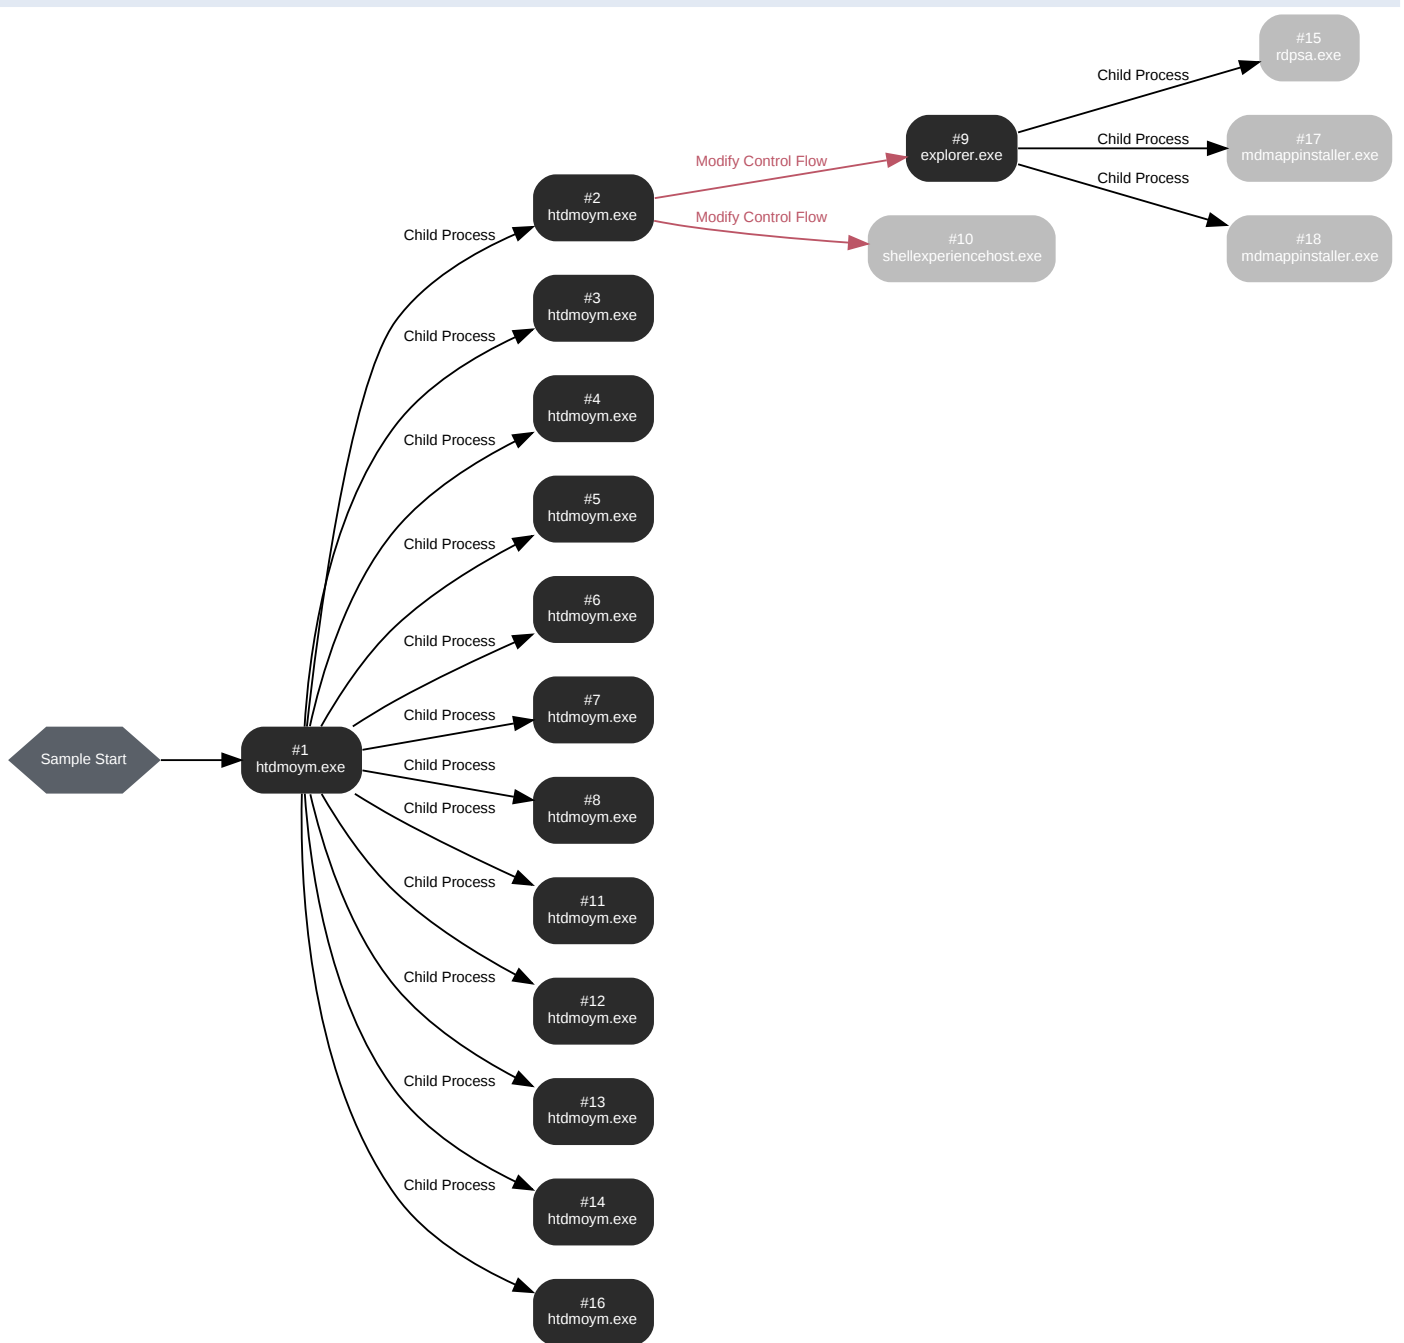 #15
rdpsa.exe
Child Process
#9
explorer.exe
Child Process
#17
mdmappinstaller.exe
Modify Control Flow
Child Process
#2
htdmoym.exe
Modify Control Flow
#10
shellexperiencehost.exe
#18
mdmappinstaller.exe
Child Process
#3
htdmoym.exe
Child Process
#4
htdmoym.exe
Child Process
#5
htdmoym.exe
Child Process
#6
htdmoym.exe
Child Process
#7
htdmoym.exe
Child Process
Sample Start
#1
htdmoym.exe
Child Process
#8
htdmoym.exe
Child Process
#11
htdmoym.exe
Child Process
#12
htdmoym.exe
Child Process
#13
htdmoym.exe
Child Process
#14
htdmoym.exe
Child Process
#16
htdmoym.exe